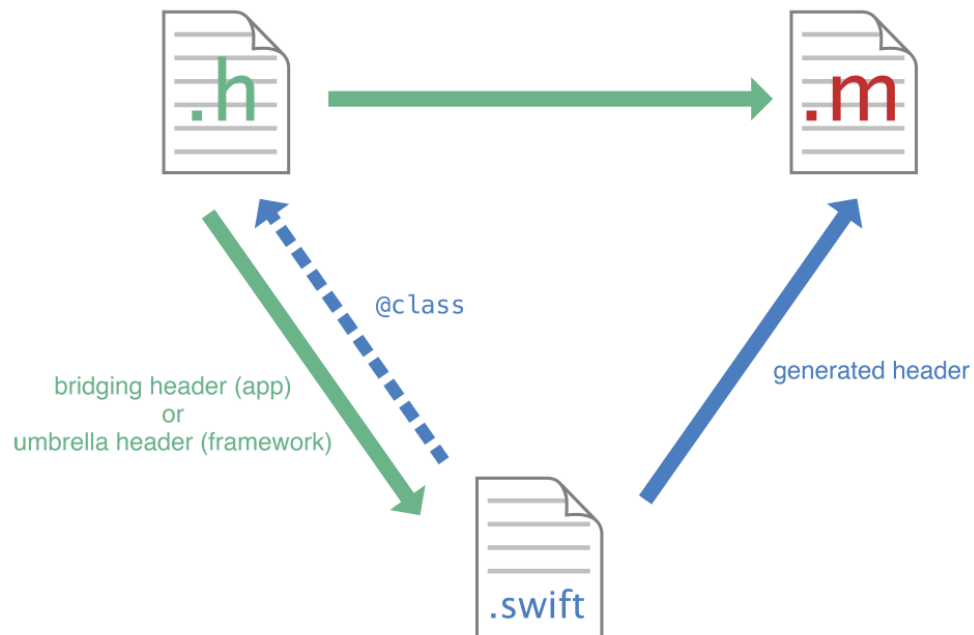 .h
.m
@class
bridging header (app)
or
umbrella header (framework)
generated header
.swift